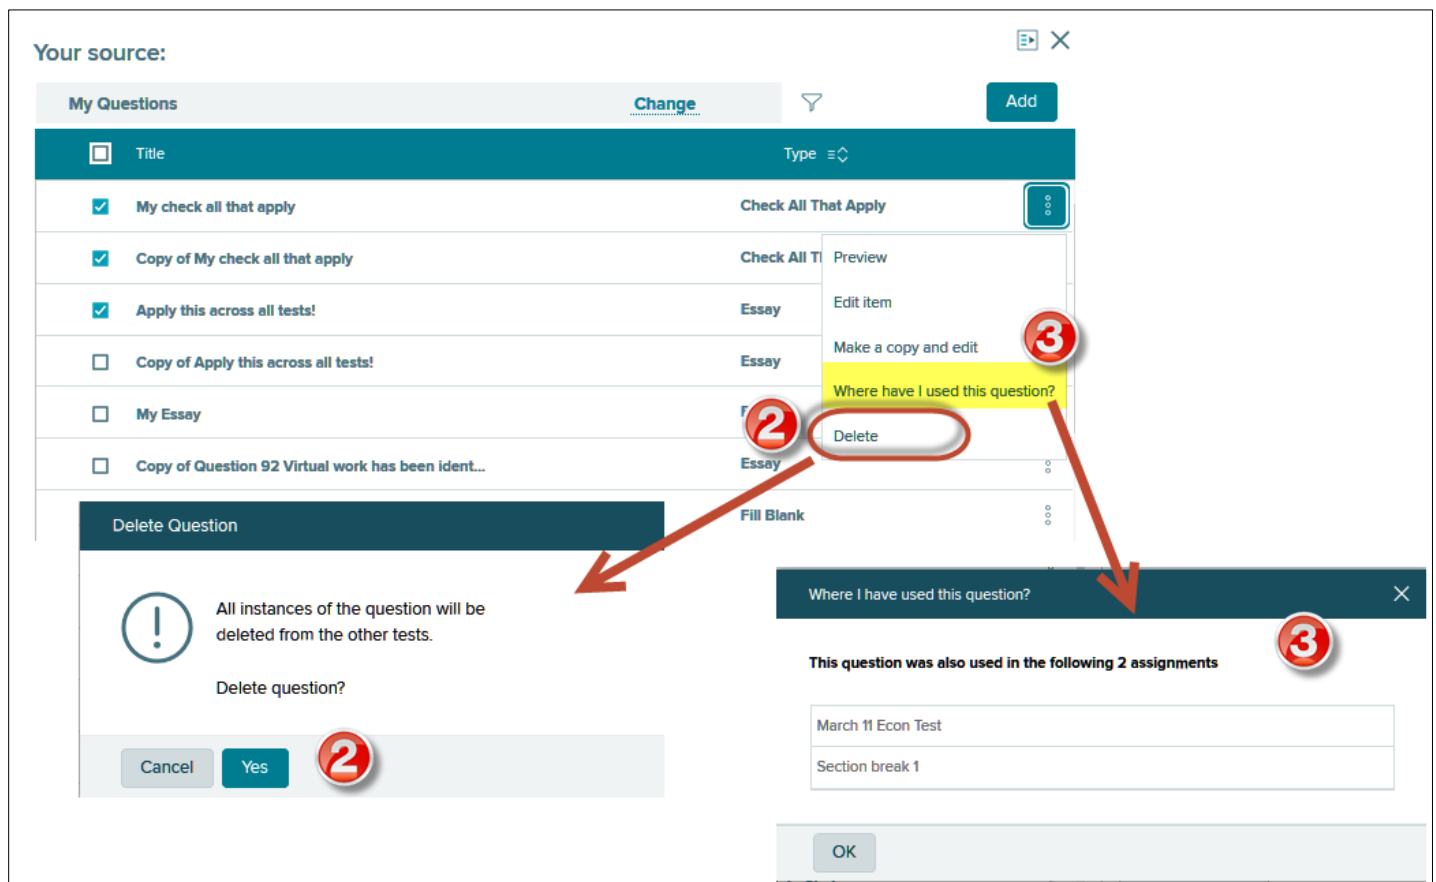 Your source:
My Questions Change Add
Title Type
My check all that apply Check All That Apply
Copy of My check all that apply Check All
Preview
Apply this across all tests! Essay
Edit item
3
Copy of Apply this across all tests! Essay
Make a copy and edit
Where have I used this question?
My Essay
2
Delete
Copy of Question 92 Virtual work has been ident... Essay
Fill Blank
Delete Question
All instances of the question will be
deleted from the other tests.
Delete question?
Cancel Yes
2
Where I have used this question?
3
This question was also used in the following 2 assignments
March 11 Econ Test
Section break 1
OK